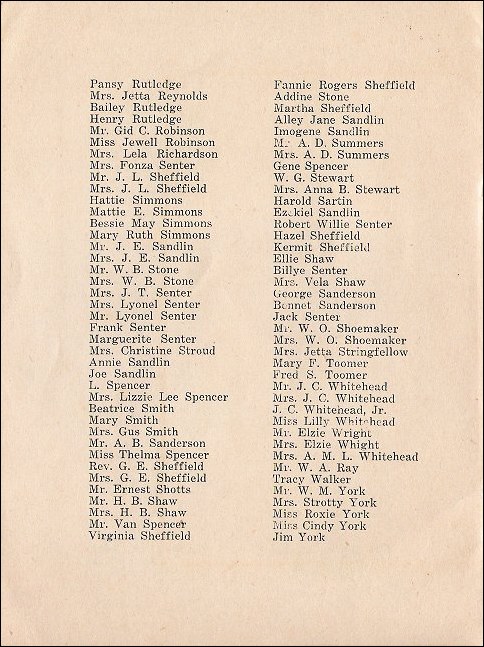 Pansy Rutledge
Mrs. Jetta Reynolds
Bailey Rutledge
Henry Rutledge
Mr. Gid C. Robinson
Miss Jewell Robinson
Mrs. Lela Richardson
Mrs. Fonza Senter
Mr. J. L. Sheffield
Mrs. J. L. Sheffield
Hattie Simmons
Mattie E. Simmons
Bessie May Simmons
Mary Ruth Simmons
Mr. J. E. Sandlin
Mrs. J. E. Sandlin
Mr. W. B. Stone
Mrs. W. B. Stone
Mrs. J. T. Senter
Mrs. Lyonel Senter
Mr. Lyonel Senter
Frank Senter
Marguerite Senter
Mrs. Christine Stroud
Annie Sandlin
Joe Sandlin
L. Spencer
Mrs. Lizzie Lee Spencer
Beatrice Smith
Mary Smith
Mrs. Gus Smith
Mr. A. B. Sanderson
Miss Thelma Spencer
Rev. G. E. Sheffield
Mrs. G. E. Sheffield
Mr. Ernest Shotts
Mr. H. B. Shaw
Mrs. H. B. Shaw
Mr. Van Spencer
Virginia Sheffield
Fannie Rogers Sheffield
Addine Stone
Martha Sheffield
Alley Jane Sandlin
Imogene Sandlin
Mr A. D. Summers
Mrs. A. D. Summers
Gene Spencer
W. G. Stewart
Mrs. Anna B. Stewart
Harold Sartin
Ezekiel Sandlin
Robert Willie Senter
Hazel Sheffield
Kermit Sheffield
Ellie Shaw
Billye Senter
Mrs. Vela Shaw
George Sanderson
Bennet Sanderson
Jack Senter
Mr. W. O. Shoemaker
Mrs. W. O. Shoemaker
Mrs. Jetta Stringfellow
Mary F. Toomer
Fred S. Toomer
Mr. J. C. Whitehead
Mrs. J. C. Whitehead
J. C. Whitehead, Jr.
Miss Lilly Whitehead
Mr. Elzie Wright
Mrs. Elzie Whight
Mrs. A. M. L. Whitehead
Mr. W. A. Ray
Tracy Walker
Mr. W. M. York
Mrs. Strotty York
Miss Roxie York
Miss Cindy York
Jim York